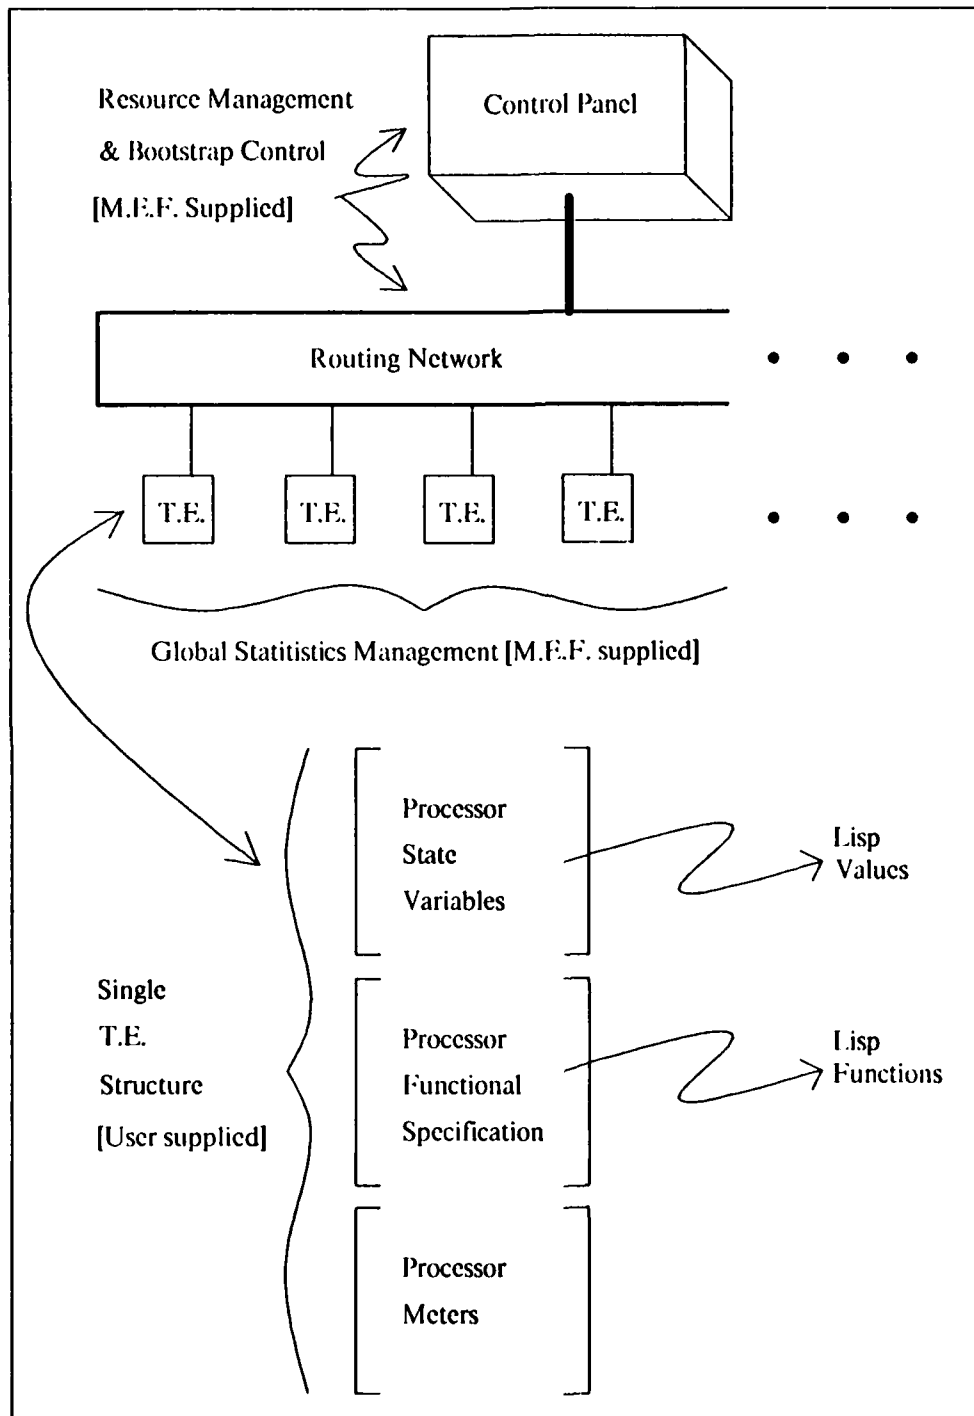 Resource Management
& Bootstrap Control
[M.E.F. Supplied]
Control Panel
Routing Network
T.E.
T.E.
T.E.
T.E.
Global Statitistics Management [M.E.F. supplied]
Processor
State
Variables
Lisp
Values
Single
T.E.
Structure
[User supplied]
Processor
Functional
Specification
Lisp
Functions
Processor
Meters